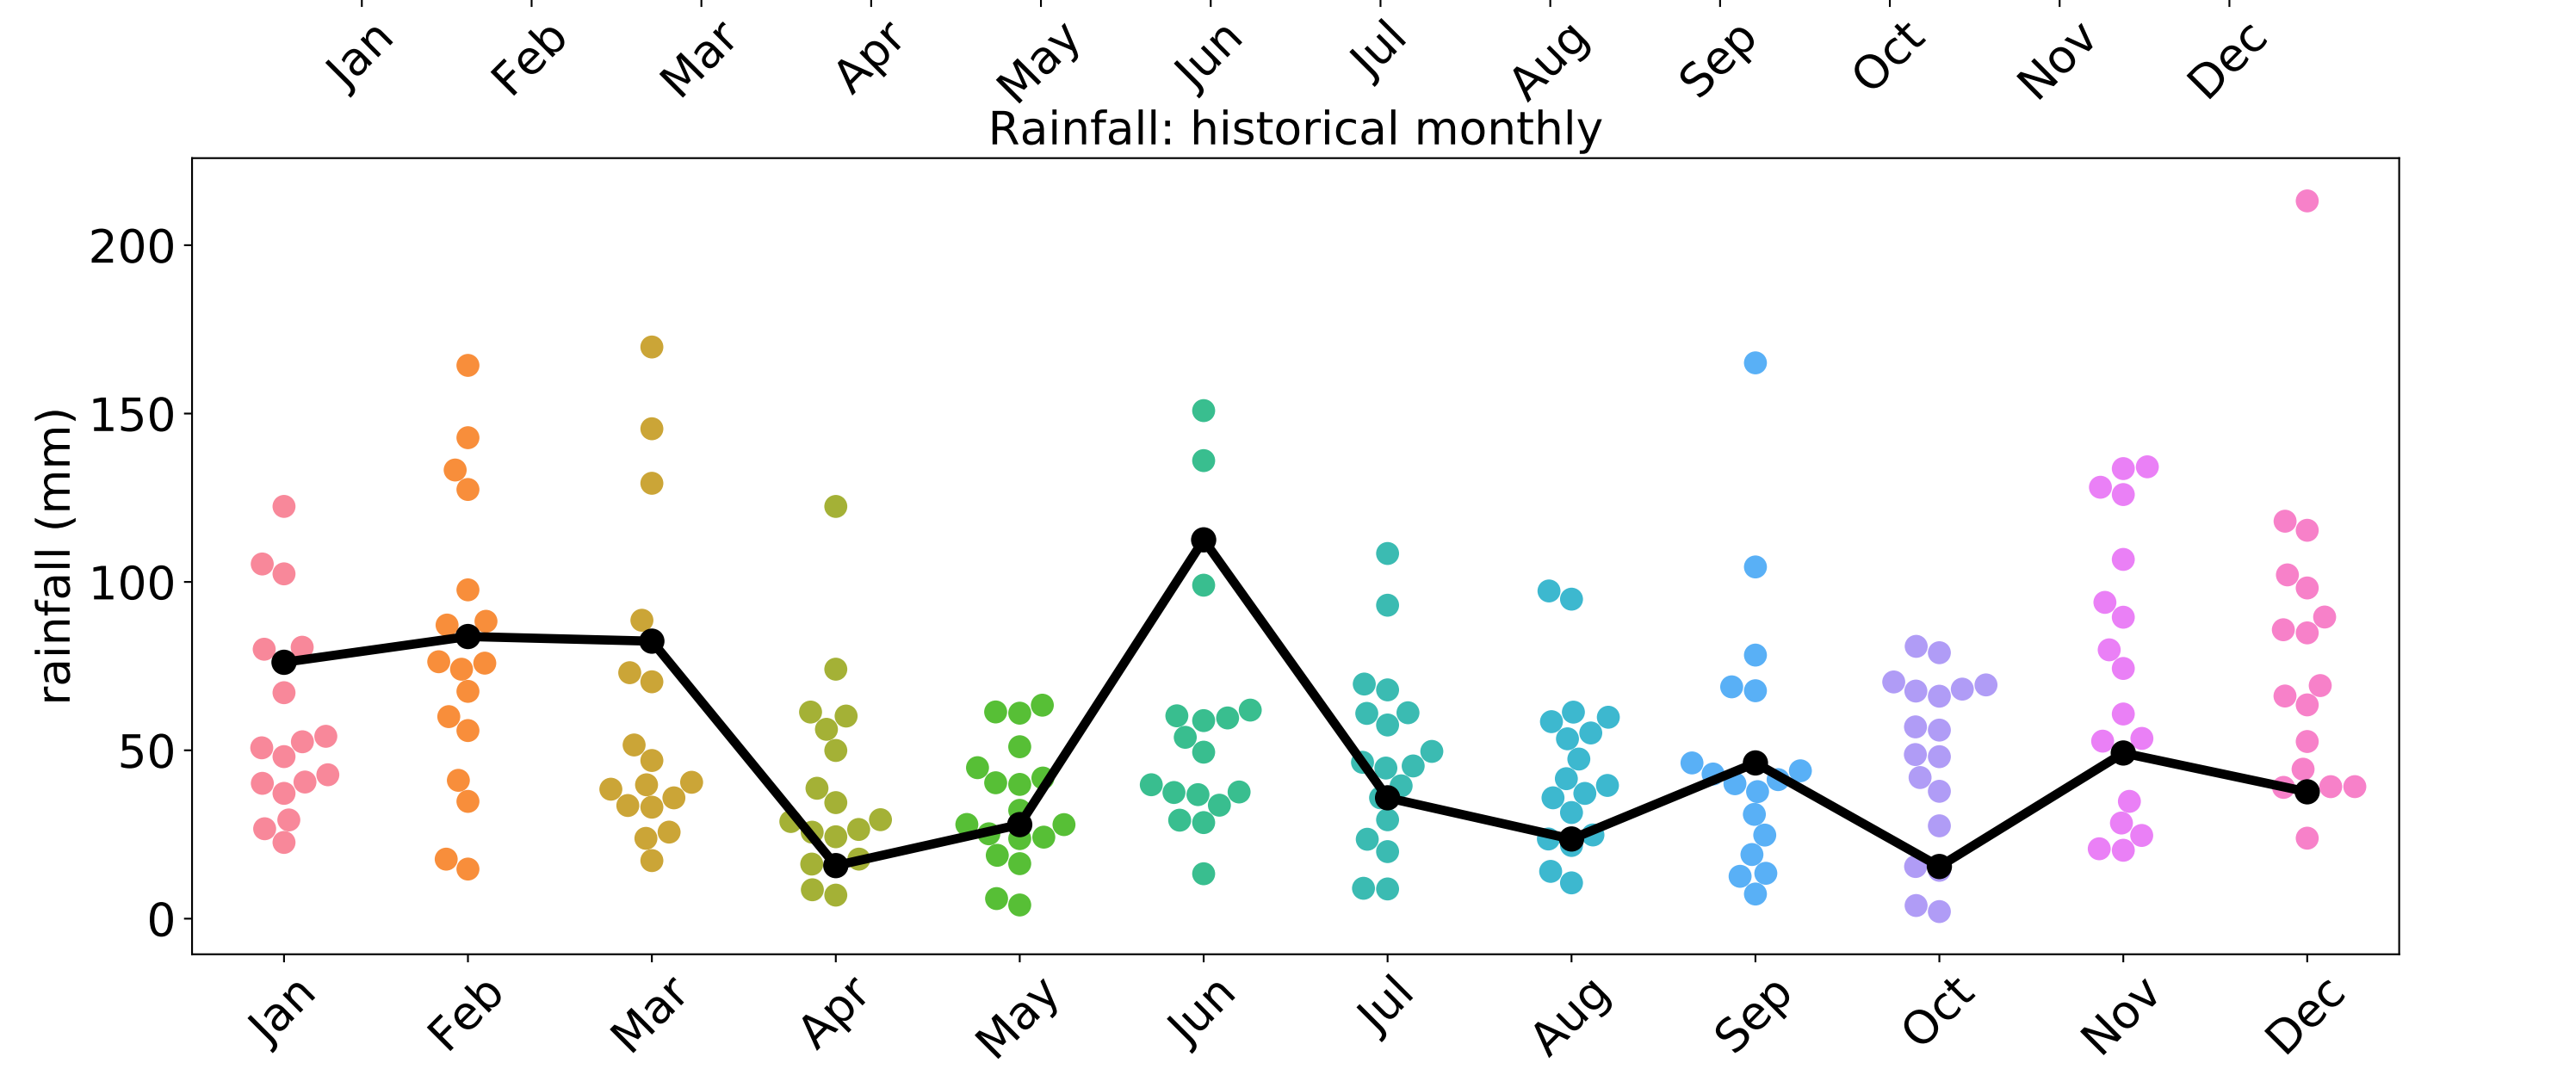 Jan Feb Mar Apr May Jun Jul Aug Sep Oct Nov Dec
Rainfall: historical monthly
rainfall (mm)
200
150
100
50
0
Jan Feb Mar Apr May Jun Jul Aug Sep Oct Nov Dec